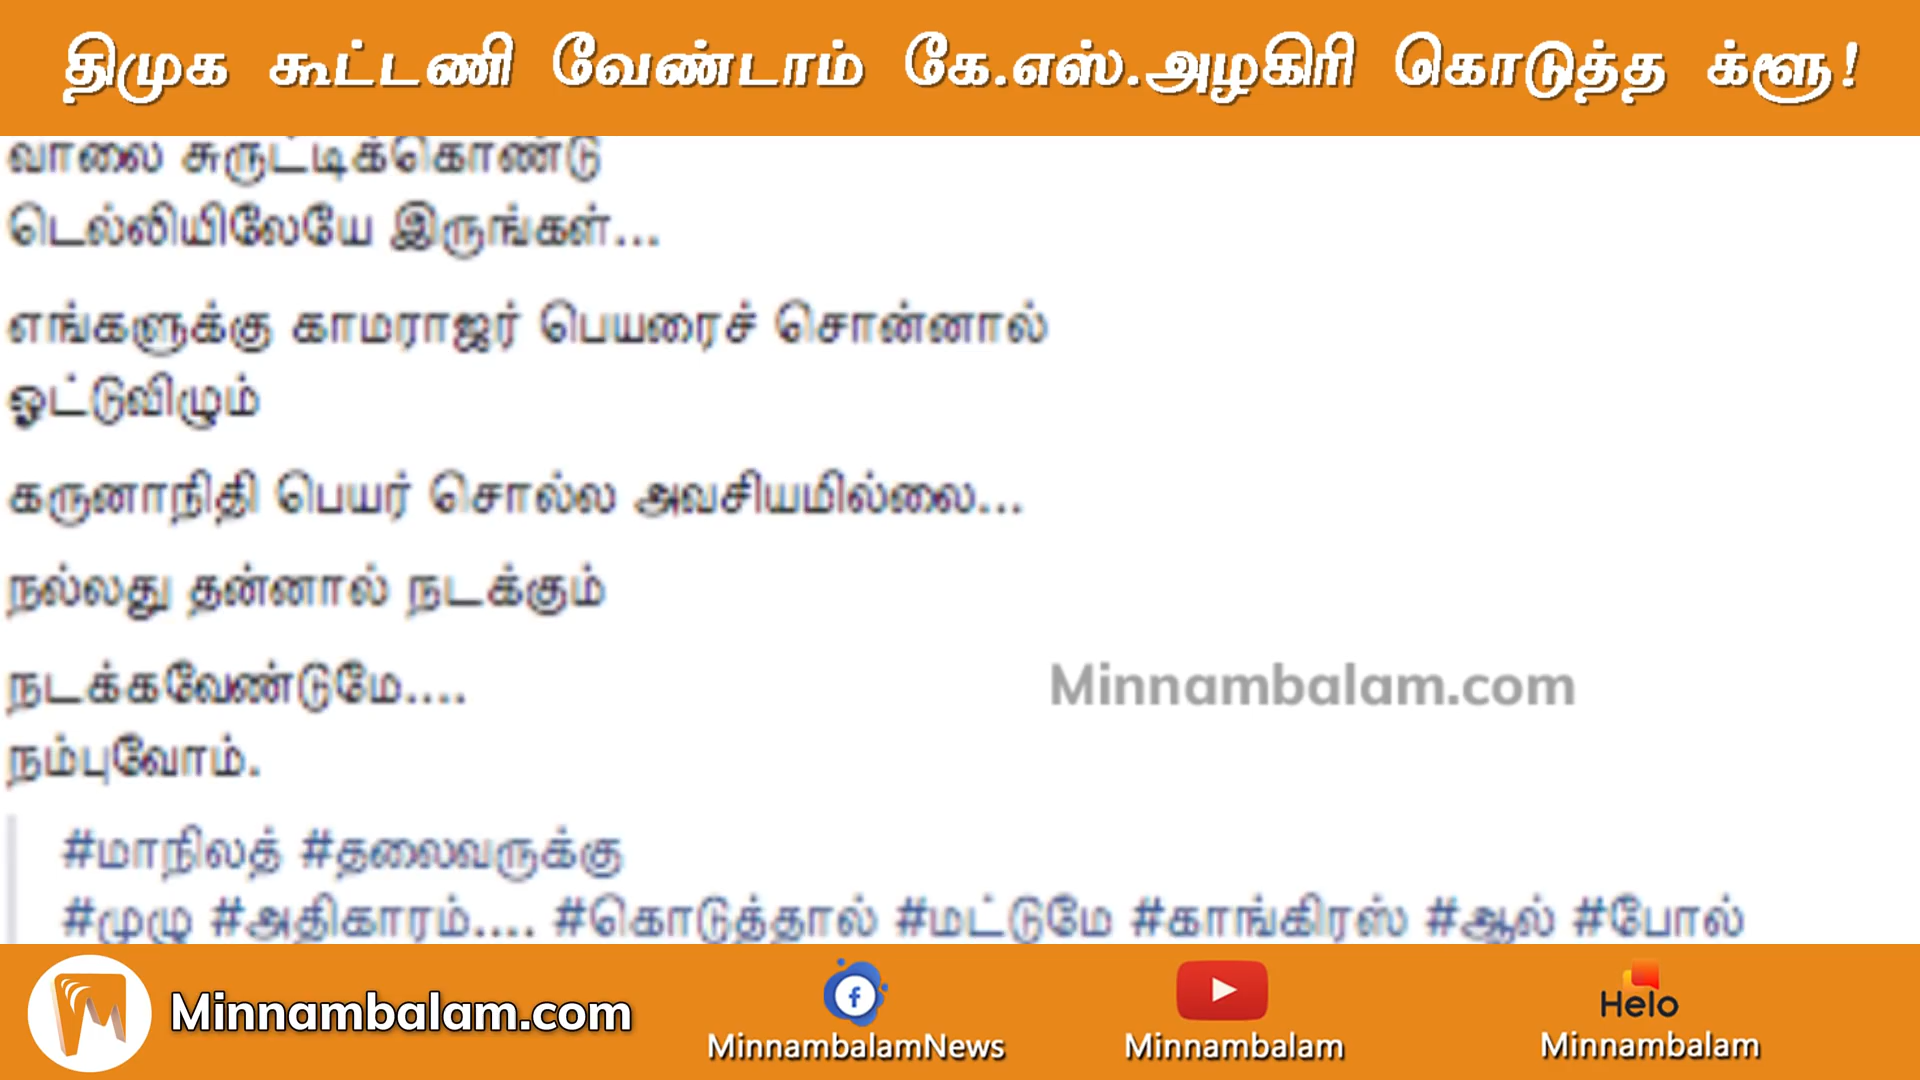 திமுக கூட்டணி வேண்டாம் கே.எஸ்.அழகிரி கொடுத்த க்ளூ!
வாலை சுருட்டிக்கொண்டு
டெல்லியிலேயே இருங்கள்...
எங்களுக்கு காமராஜர் பெயரைச் சொன்னால்
ஓட்டுவிழும்
கருனாநிதி பெயர் சொல்ல அவசியமில்லை...
நல்லது தன்னால் நடக்கும்
நடக்கவேண்டுமே....
நம்புவோம்.
Minnambalam.com
#மாநிலத் #தலைவருக்கு
#முழு #அதிகாரம்.... #கொடுத்தால் #மட்டுமே #காங்கிரஸ் #ஆல் #போல்
Minnambalam.com
MinnambalamNews
Minnambalam
Helo
Minnambalam